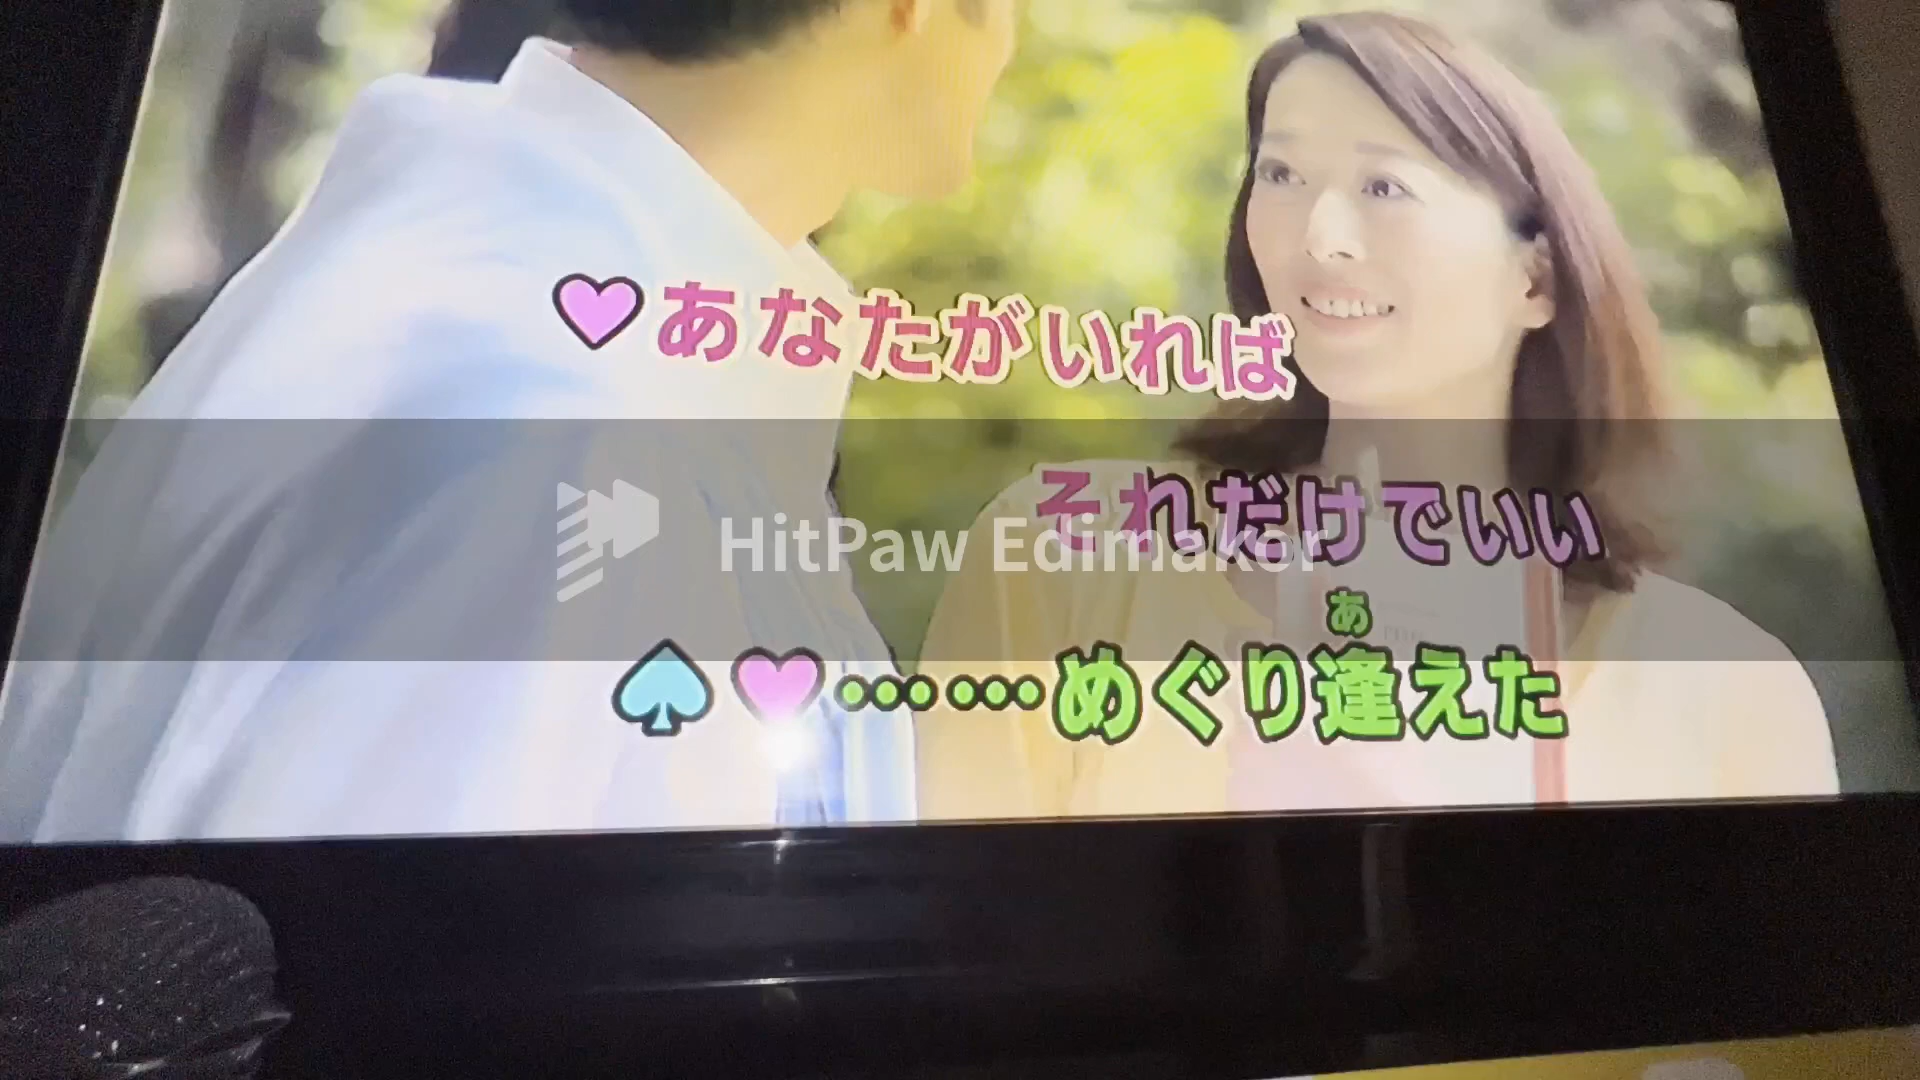 ♥あなたがいれば
それだけでいい
HitPaw Edimaker
あ
♠♥……めぐり逢えた